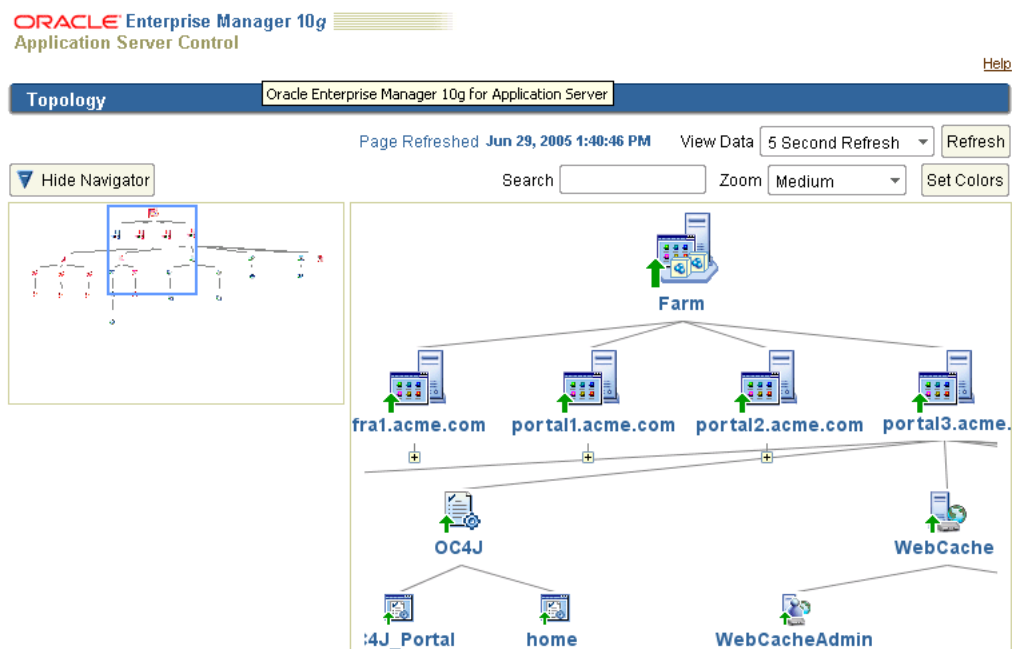 ORACLE Enterprise Manager 10g
Application Server Control
Help
Topology
Oracle Enterprise Manager 10g for Application Server
Page Refreshed Jun 29, 2005 1:40:46 PM View Data 5 Second Refresh Refresh
Hide Navigator Search Zoom Medium Set Colors
Farm
fra1.acme.com portal1.acme.com portal2.acme.com portal3.acme.
OC4J WebCache
4J_Portal home WebCacheAdmin